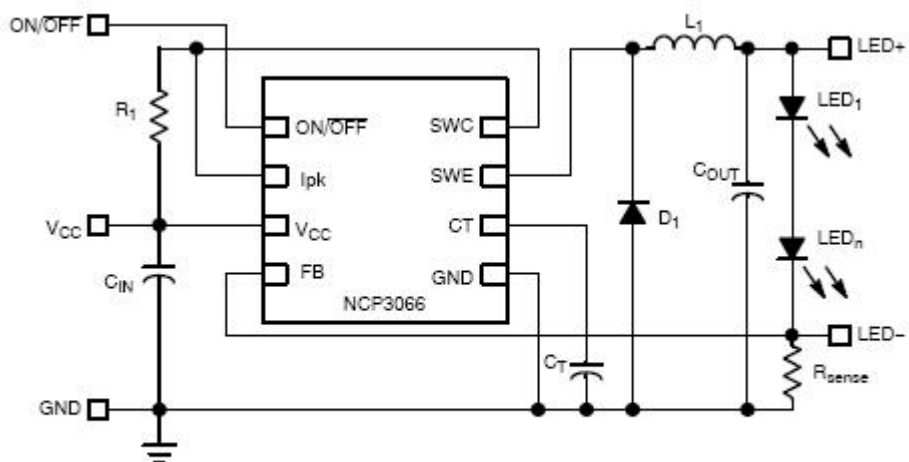 ON/OFF
L1
LED+
R1
LED1
ON/OFF
SWC
Ipk
SWE
COUT
VCC
VCC
CT
D1
CIN
FB
GND
LEDn
NCP3066
LED−
CT
Rsense
GND